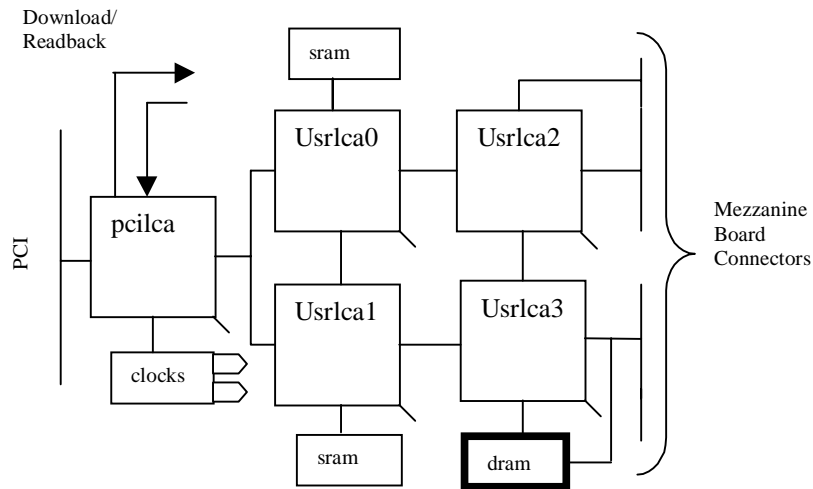 Download/
Readback
sram
Usrlca0
Usrlca2
PCI
pcilca
Mezzanine
Board
Connectors
Usrlca1
Usrlca3
clocks
sram
dram